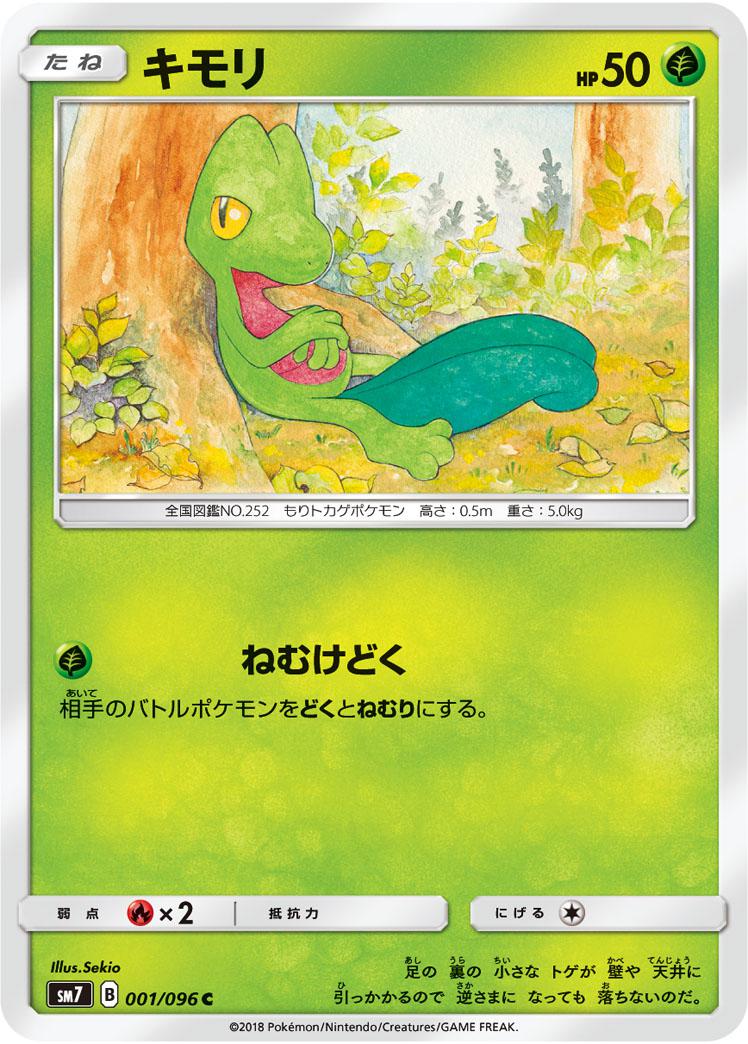 たね キモリ HP50
全国図鑑NO.252 もりトカゲポケモン 高さ：0.5m 重さ：5.0kg
ねむけどく
あいて
相手のバトルポケモンをどくとねむりにする。
弱点 ×2 抵抗力 にげる
Illus.Sekio
あし うら ちい かべ てんじょう
足の 裏の 小さな トゲが 壁や 天井に
ひ さか お
引っかかるので 逆さまに なっても 落ちないのだ。
SM7 B 001/096 C
©2018 Pokémon/Nintendo/Creatures/GAME FREAK.